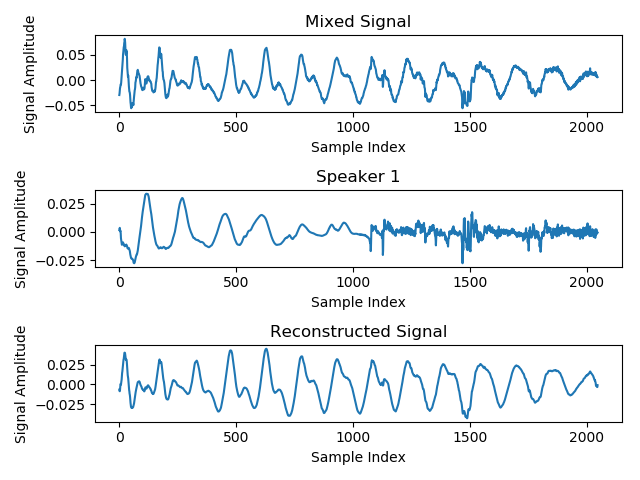 Mixed Signal
Signal Amplitude
0.05
0.00
−0.05
0
500
1000
1500
2000
Sample Index
Speaker 1
Signal Amplitude
0.025
0.000
−0.025
0
500
1000
1500
2000
Sample Index
Reconstructed Signal
Signal Amplitude
0.025
0.000
−0.025
0
500
1000
1500
2000
Sample Index